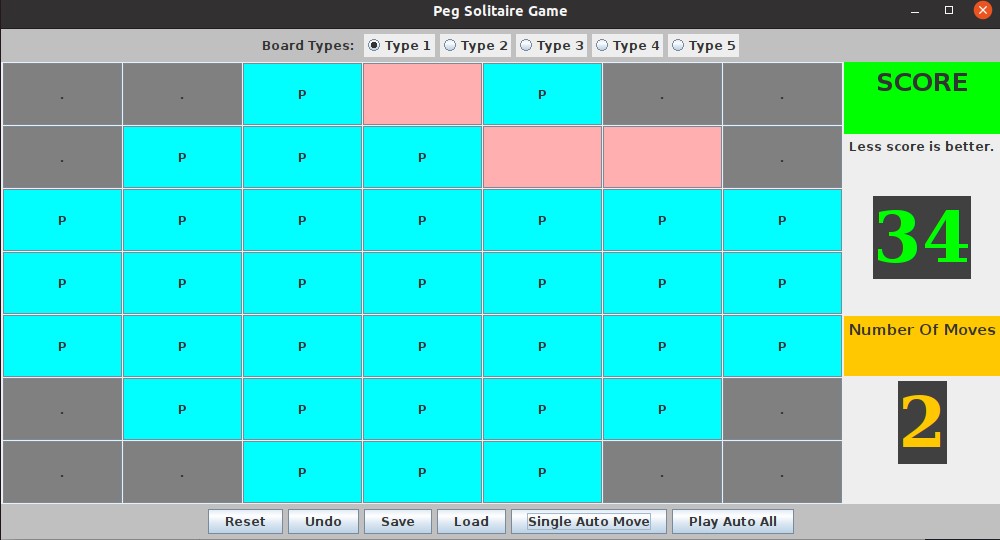 Peg Solitaire Game
Board Types: Type 1 Type 2 Type 3 Type 4 Type 5
. . P P . .
. P P P .
P P P P P P P
P P P P P P P
P P P P P P P
. P P P P P .
. . P P P . .
SCORE
Less score is better.
34
Number Of Moves
2
Reset Undo Save Load Single Auto Move Play Auto All